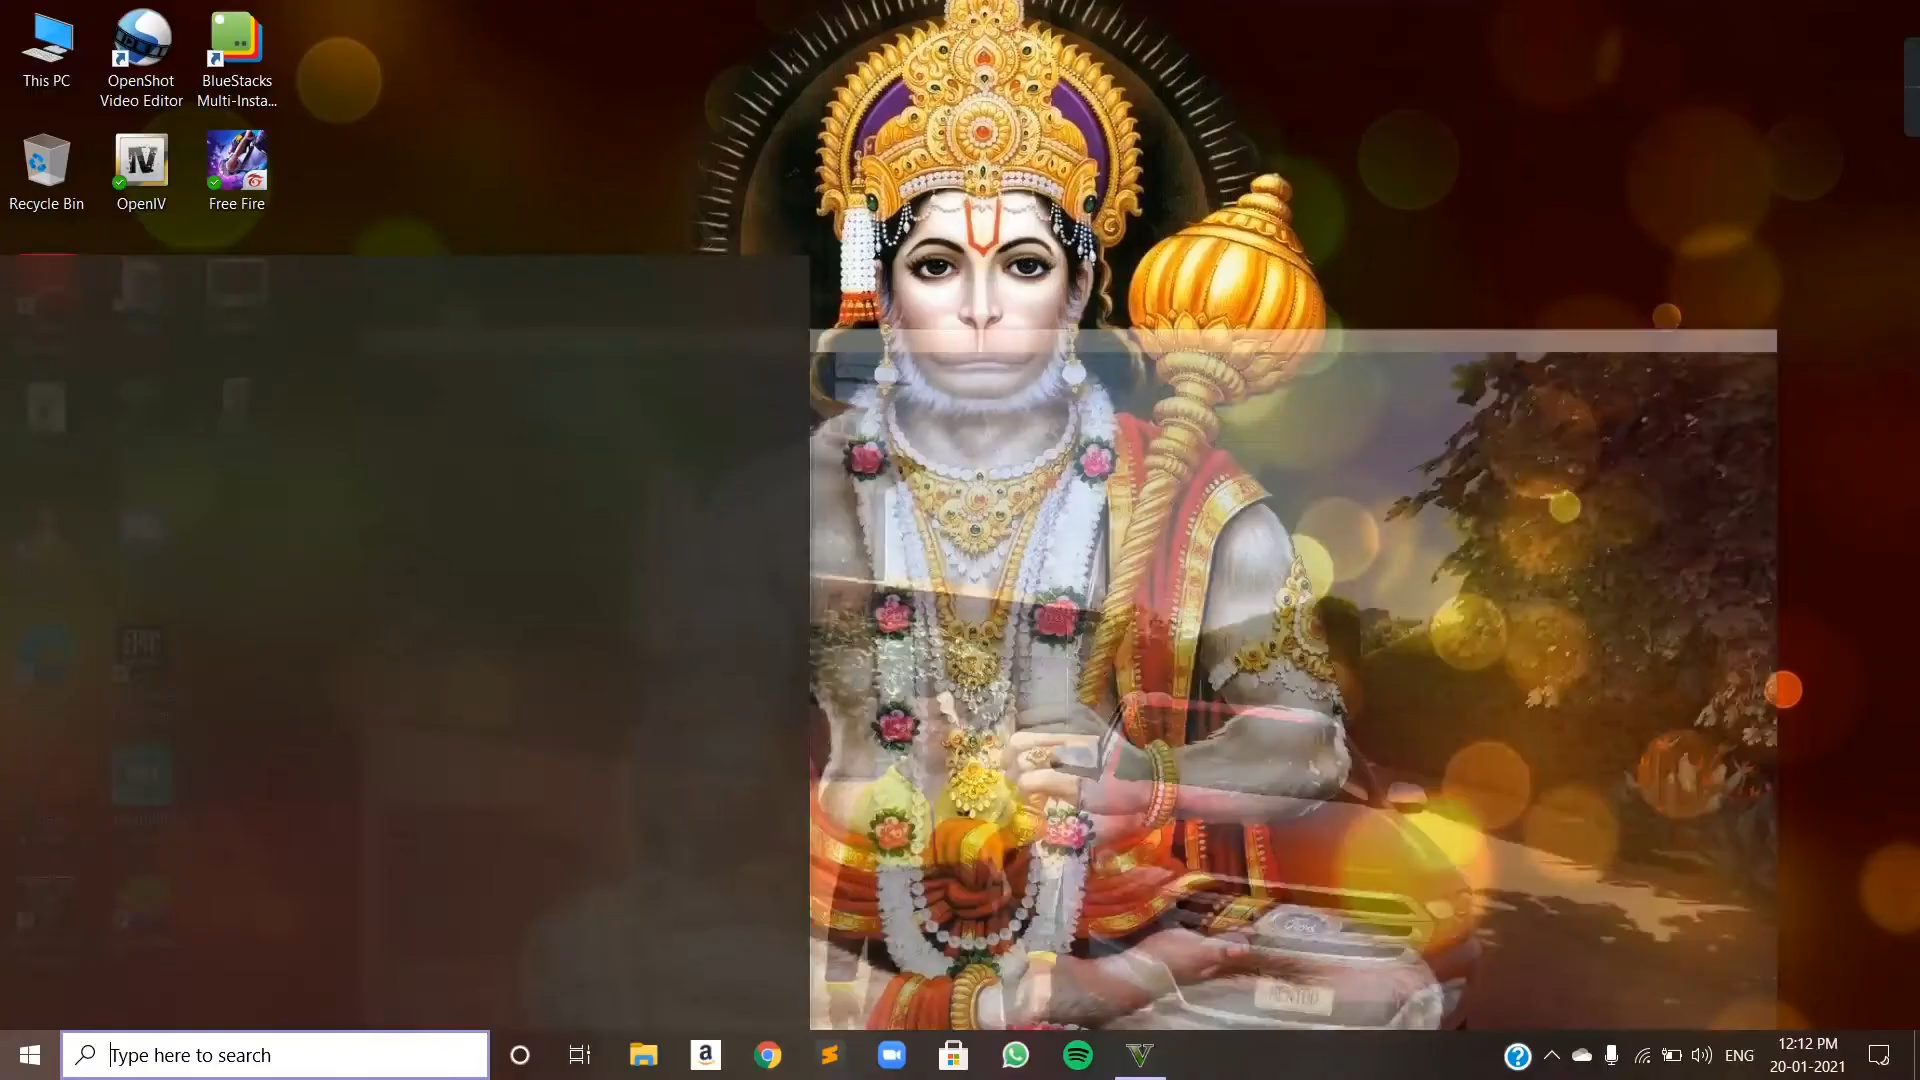 This PC
OpenShot
Video Editor
BlueStacks
Multi-Insta...
Recycle Bin
OpenIV
Free Fire
EPIC
Type here to search
ENG
12:12 PM
20-01-2021